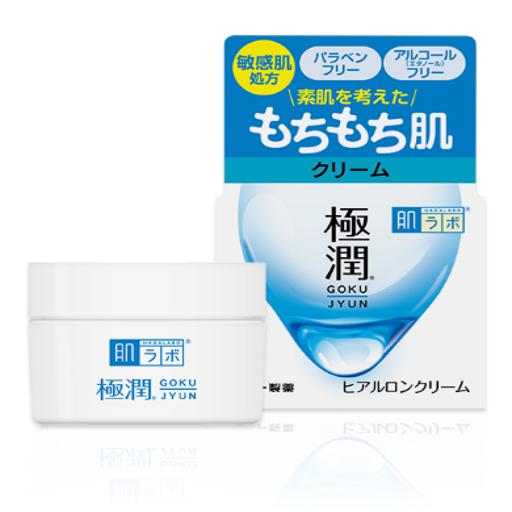 敏感肌
処方
パラベン
フリー
アルコール
(エタノール)
フリー
\素肌を考えた/
もちもち肌
クリーム
極潤®
GOKU
JYUN
HADALABO
肌ラボ®
製薬
ヒアルロンクリーム
HADALABO
肌ラボ®
極潤®
GOKU
JYUN